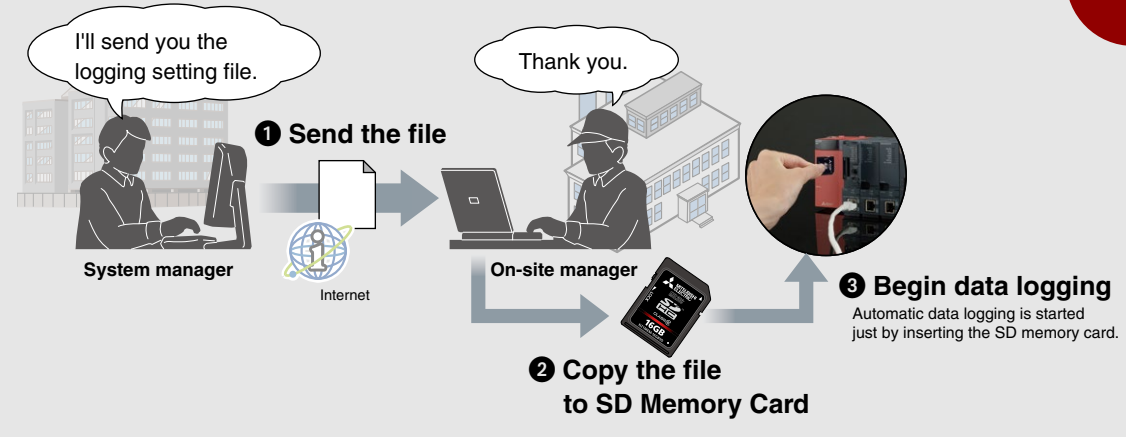 I'll send you the
logging setting file.
Thank you.
❶ Send the file
System manager
Internet
On-site manager
MITSUBISHI
ELECTRIC
16GB
❷ Copy the file
to SD Memory Card
❸ Begin data logging
Automatic data logging is started
just by inserting the SD memory card.